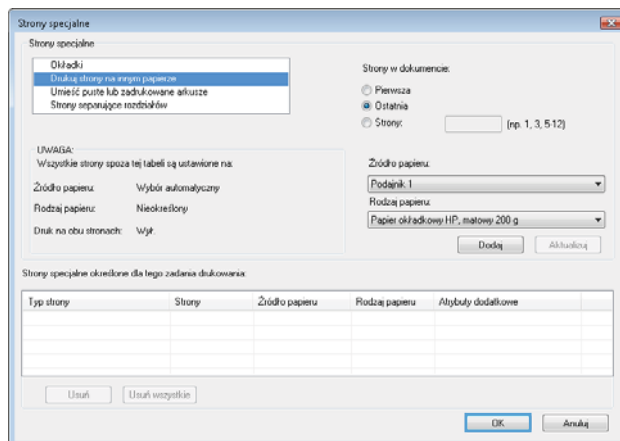 Strony specjalne
Strony specjalne
Okładki
Drukuj strony na innym papierze
Umieść puste lub zadrukowane arkusze
Strony separujące rozdziałów
Strony w dokumencie:
Pierwsza
Ostatnia
Strony:
(np. 1, 3, 5-12)
UWAGA:
Wszystkie strony spoza tej tabeli są ustawione na:
Źródło papieru: Wybór automatyczny
Rodzaj papieru: Nieokreślony
Druk na obu stronach: Wył.
Źródło papieru:
Podajnik 1
Rodzaj papieru:
Papier okładkowy HP, matowy 200 g
Dodaj Aktualizuj
Strony specjalne określone dla tego zadania drukowania:
Typ strony Strony Źródło papieru Rodzaj papieru Atrybuty dodatkowe
Usuń Usuń wszystkie
OK Anuluj